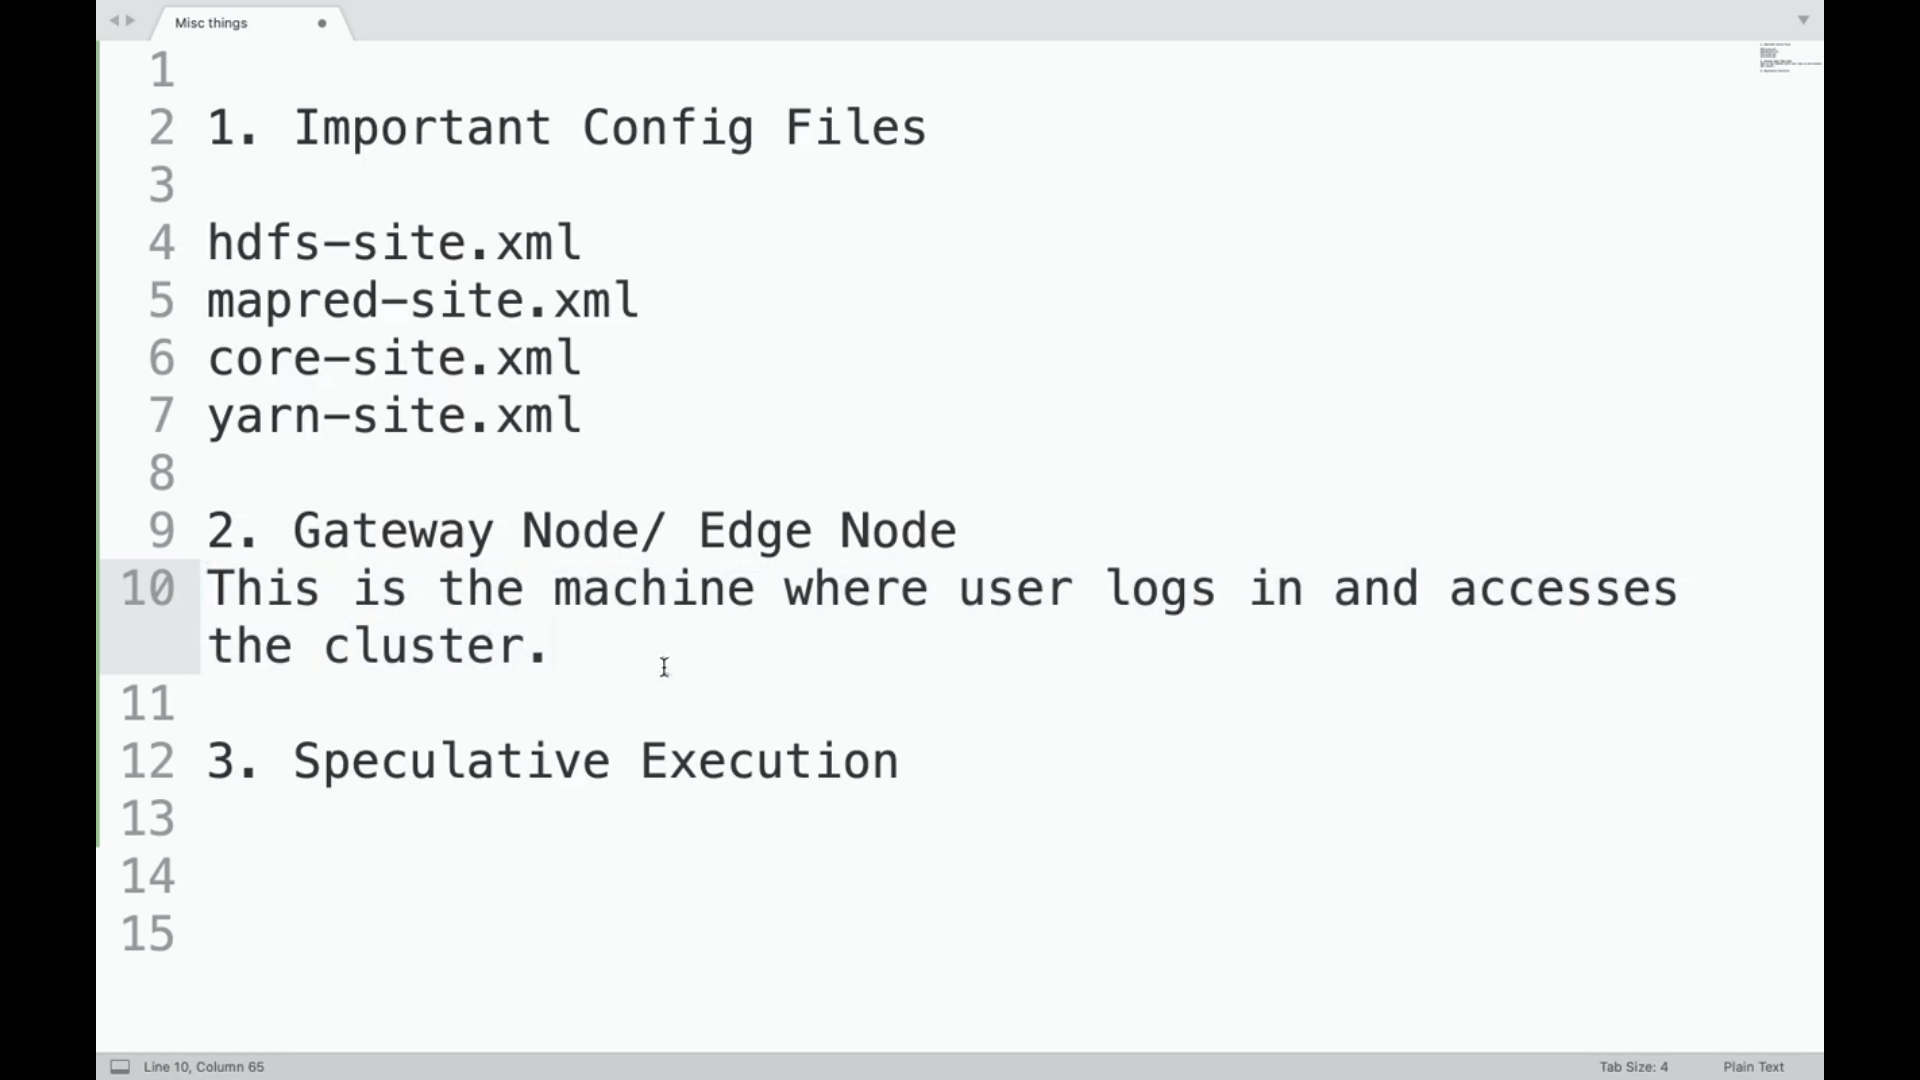 Misc things
1
2 1. Important Config Files
3
4 hdfs-site.xml
5 mapred-site.xml
6 core-site.xml
7 yarn-site.xml
8
9 2. Gateway Node/ Edge Node
10 This is the machine where user logs in and accesses
the cluster.
11
12 3. Speculative Execution
13
14
15
Line 10, Column 65
Tab Size: 4
Plain Text